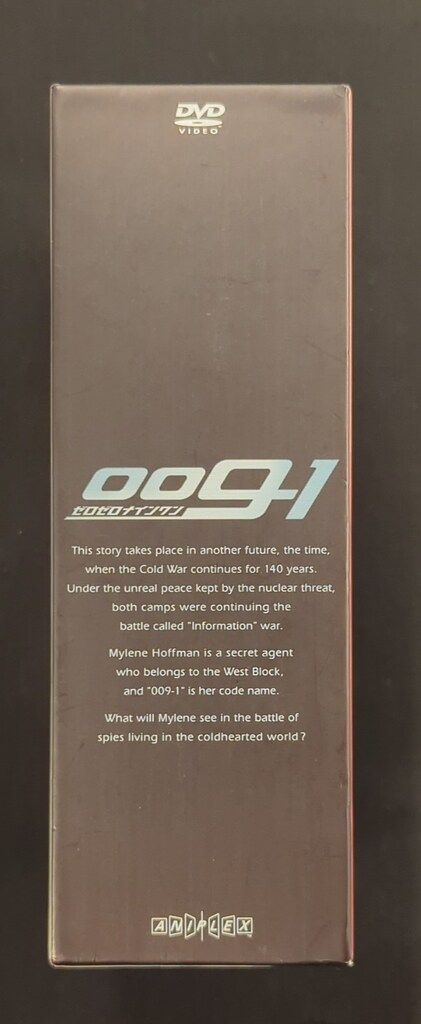 DVD
VIDEO
009-1
ゼロゼロナインワン
This story takes place in another future, the time,
when the Cold War continues for 140 years.
Under the unreal peace kept by the nuclear threat,
both camps were continuing the
battle called "Information" war.
Mylene Hoffman is a secret agent
who belongs to the West Block,
and "009-1" is her code name.
What will Mylene see in the battle of
spies living in the coldhearted world?
ANIPLEX